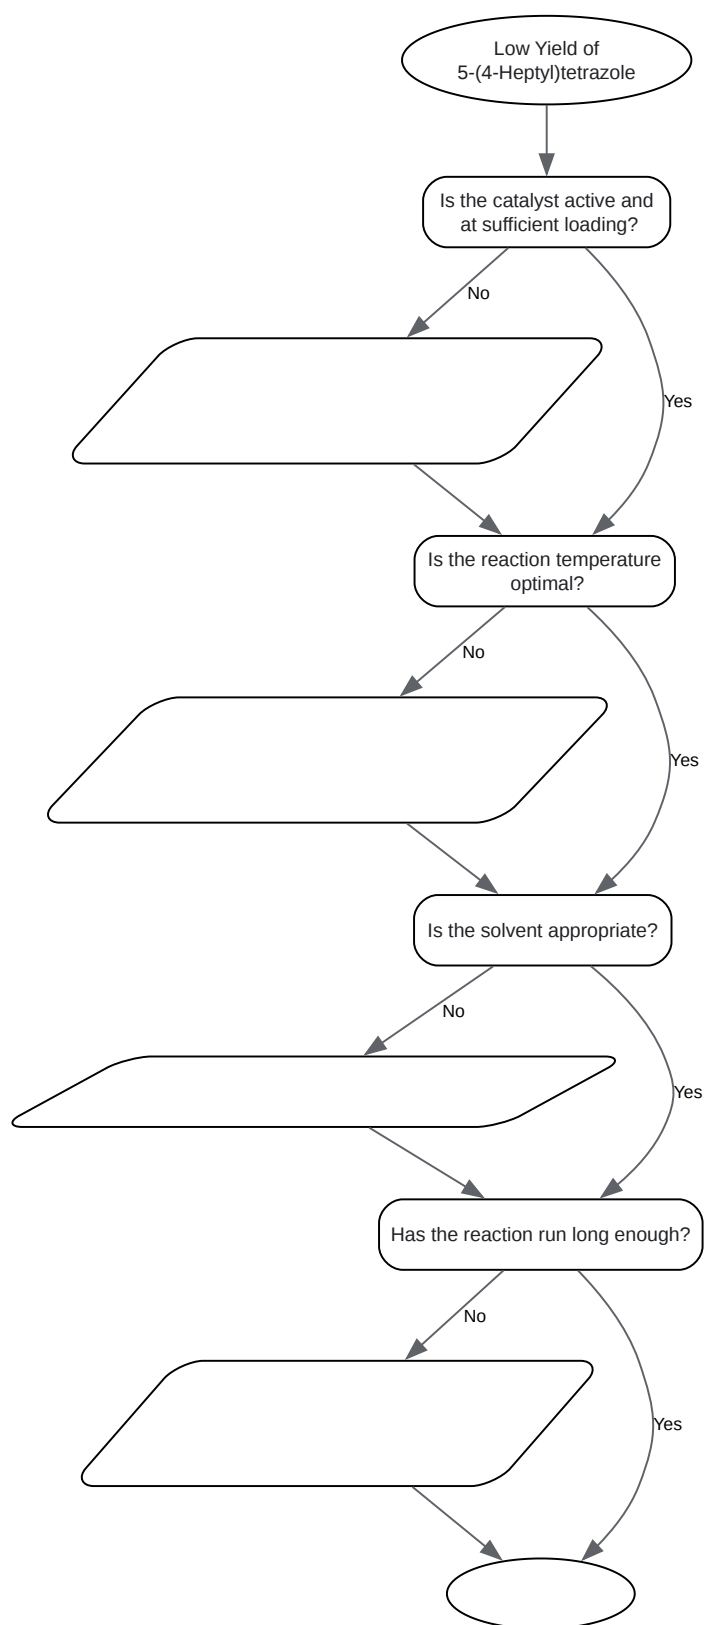 Low Yield of
5-(4-Heptyl)tetrazole
Is the catalyst active and
at sufficient loading?
No
Yes
Is the reaction temperature
optimal?
No
Yes
Is the solvent appropriate?
No
Yes
Has the reaction run long enough?
No
Yes